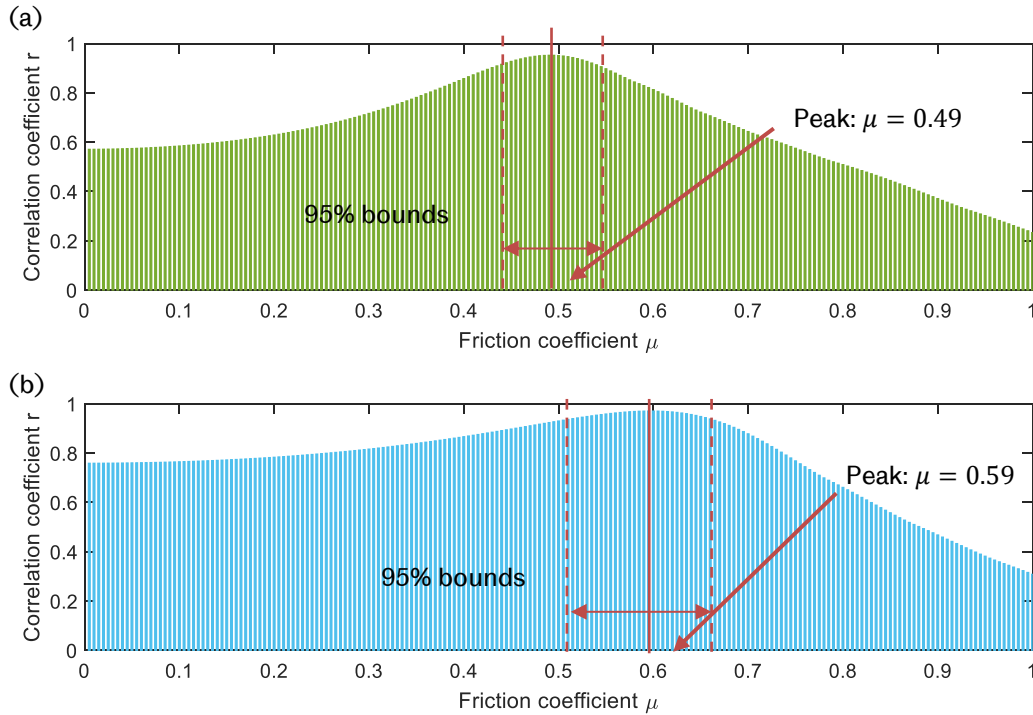 (a)
Correlation coefficient r
1
0.8
0.6
0.4
0.2
0
Peak: μ = 0.49
95% bounds
0 0.1 0.2 0.3 0.4 0.5 0.6 0.7 0.8 0.9 1
Friction coefficient μ
(b)
Correlation coefficient r
1
0.8
0.6
0.4
0.2
0
Peak: μ = 0.59
95% bounds
0 0.1 0.2 0.3 0.4 0.5 0.6 0.7 0.8 0.9 1
Friction coefficient μ